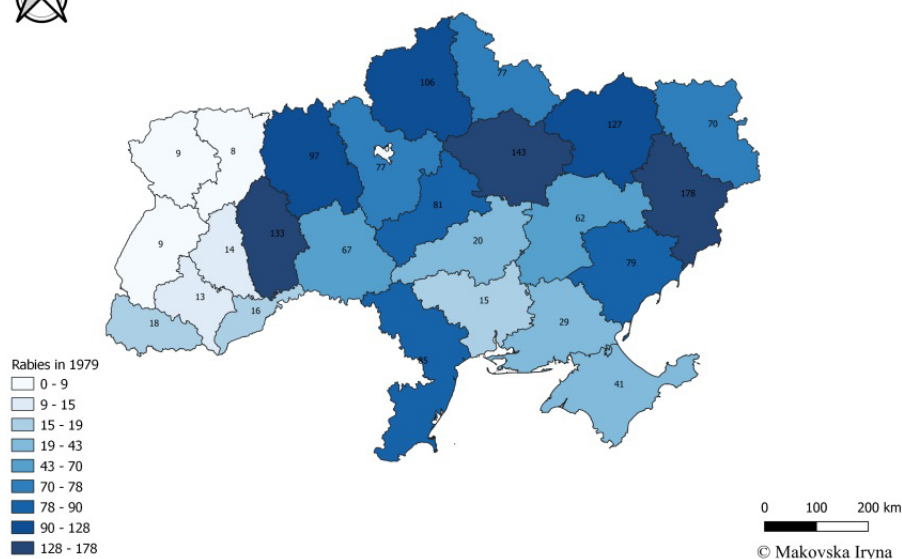 106
77
127
70
9
8
97
77
143
178
81
133
67
14
9
20
62
79
13
16
18
15
29
85
41
Rabies in 1979
0 - 9
9 - 15
15 - 19
19 - 43
43 - 70
70 - 78
78 - 90
90 - 128
128 - 178
0 100 200 km
© Makovska Iryna